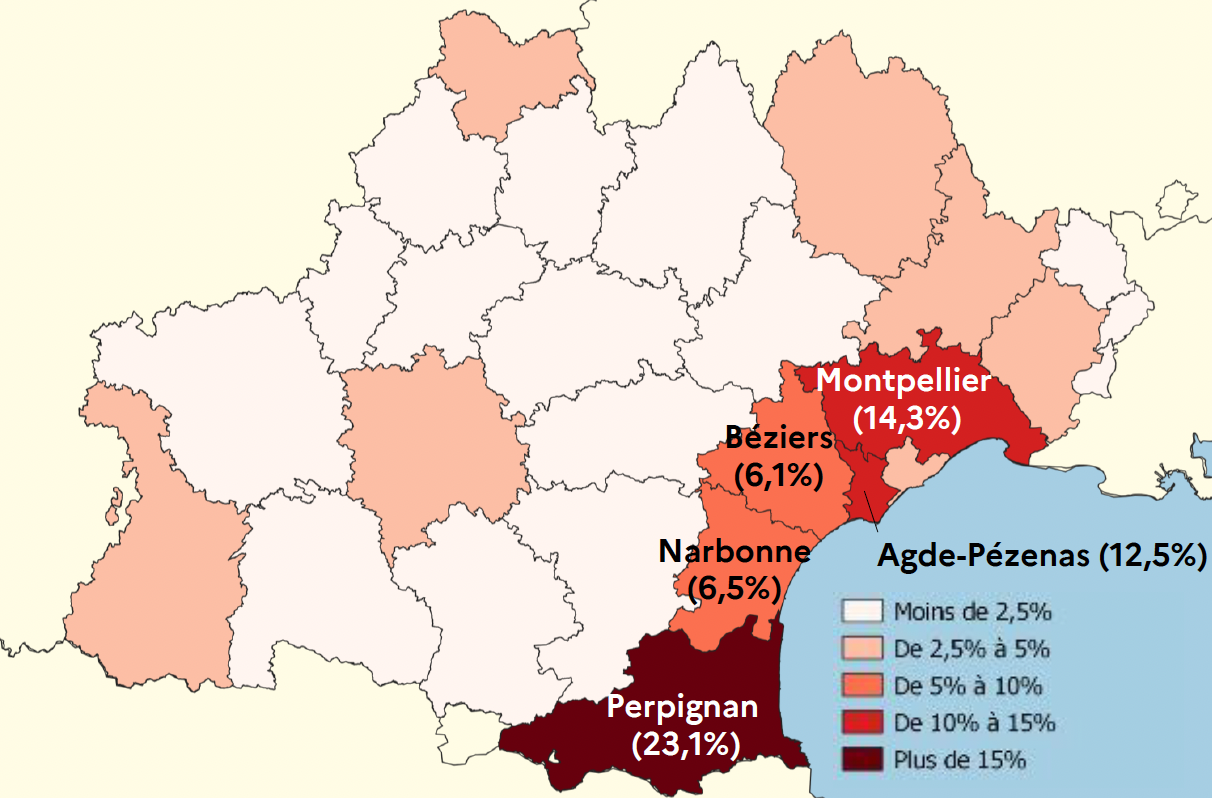 Montpellier
(14,3%)
Béziers
(6,1%)
Narbonne
(6,5%)
Agde-Pézenas (12,5%)
Moins de 2,5%
De 2,5% à 5%
De 5% à 10%
De 10% à 15%
Plus de 15%
Perpignan
(23,1%)